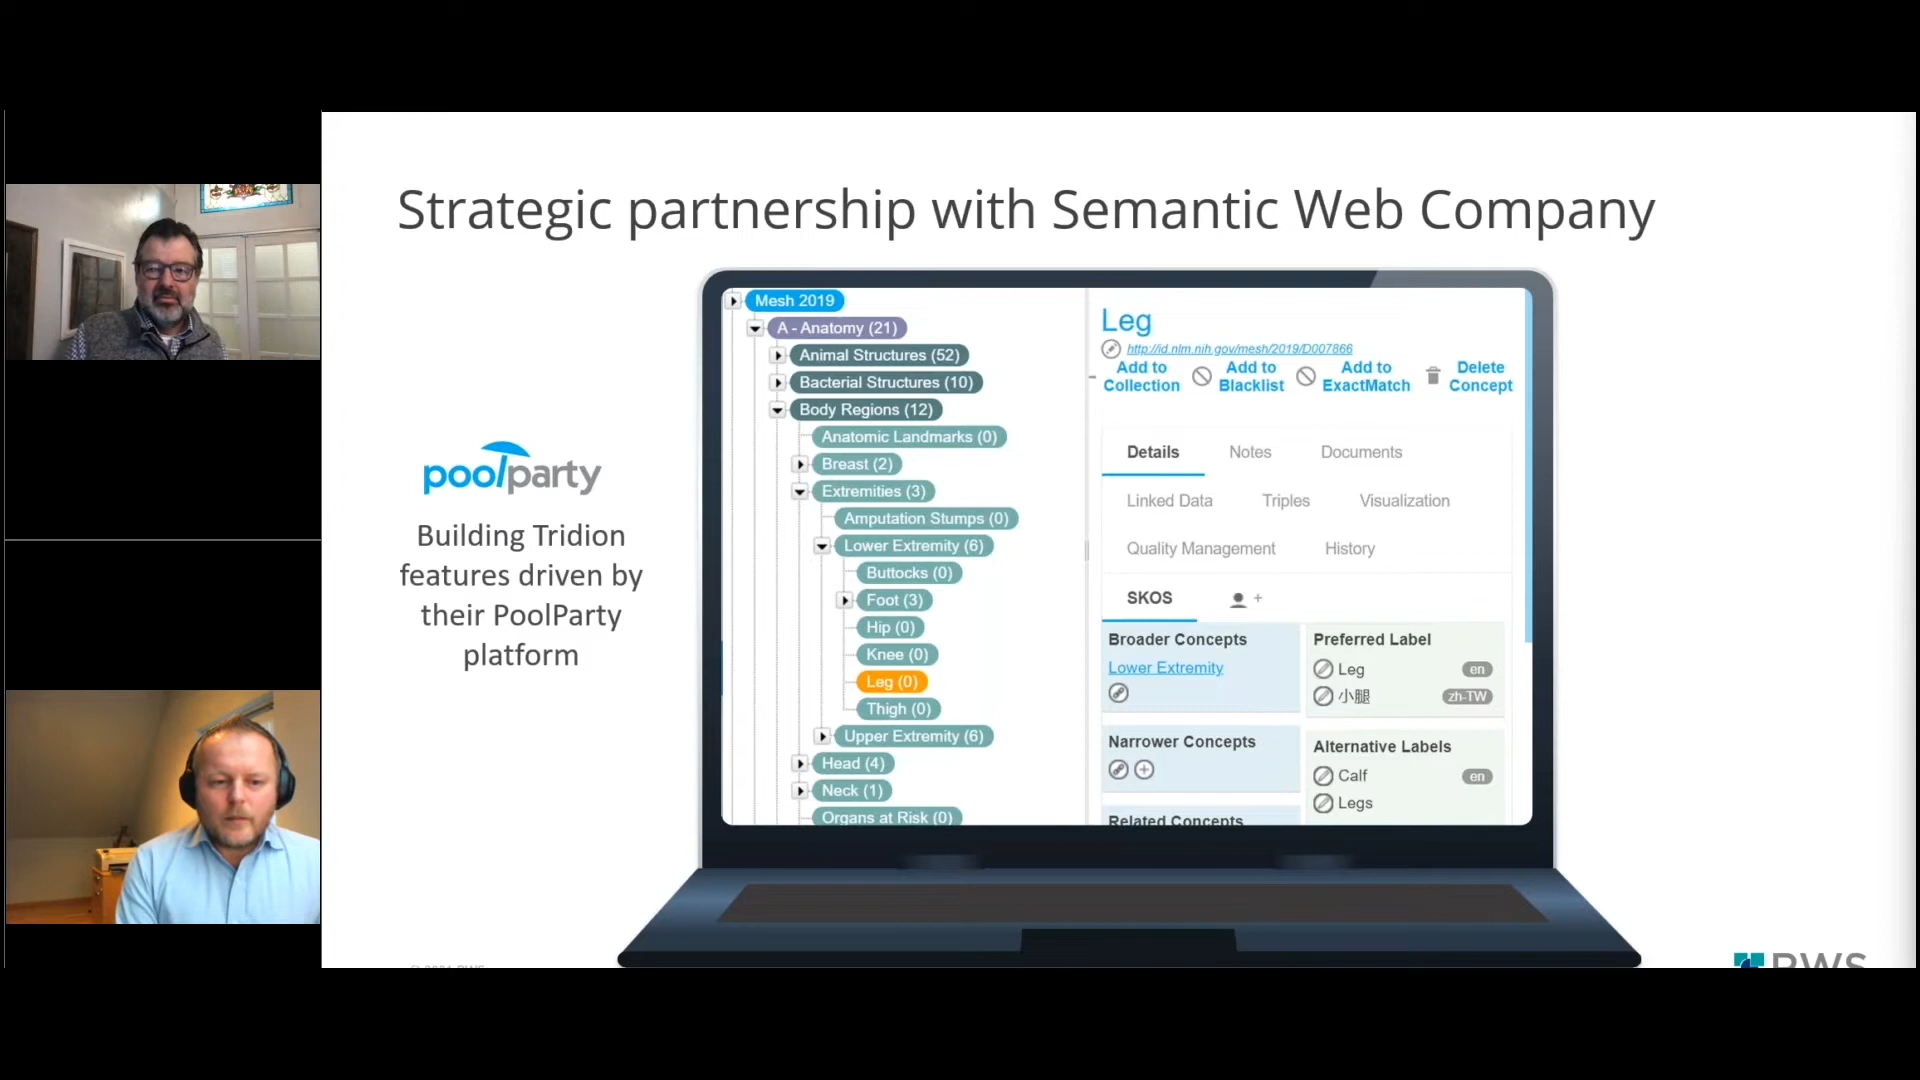 Strategic partnership with Semantic Web Company
poolparty
Building Tridion
features driven by
their PoolParty
platform
Mesh 2019
A - Anatomy (21)
Animal Structures (52)
Bacterial Structures (10)
Body Regions (12)
Anatomic Landmarks (0)
Breast (2)
Extremities (3)
Amputation Stumps (0)
Lower Extremity (6)
Buttocks (0)
Foot (3)
Hip (0)
Knee (0)
Leg (0)
Thigh (0)
Upper Extremity (6)
Head (4)
Neck (1)
Organs at Risk (0)
Leg
http://id.nlm.nih.gov/mesh/2019/D007866
Add to Collection
Add to Blacklist
Add to ExactMatch
Delete Concept
Details Notes Documents
Linked Data Triples Visualization
Quality Management History
SKOS
Broader Concepts
Lower Extremity
Narrower Concepts
Related Concepts
Preferred Label
Leg en
小腿 zh-TW
Alternative Labels
Calf en
Legs
RWS